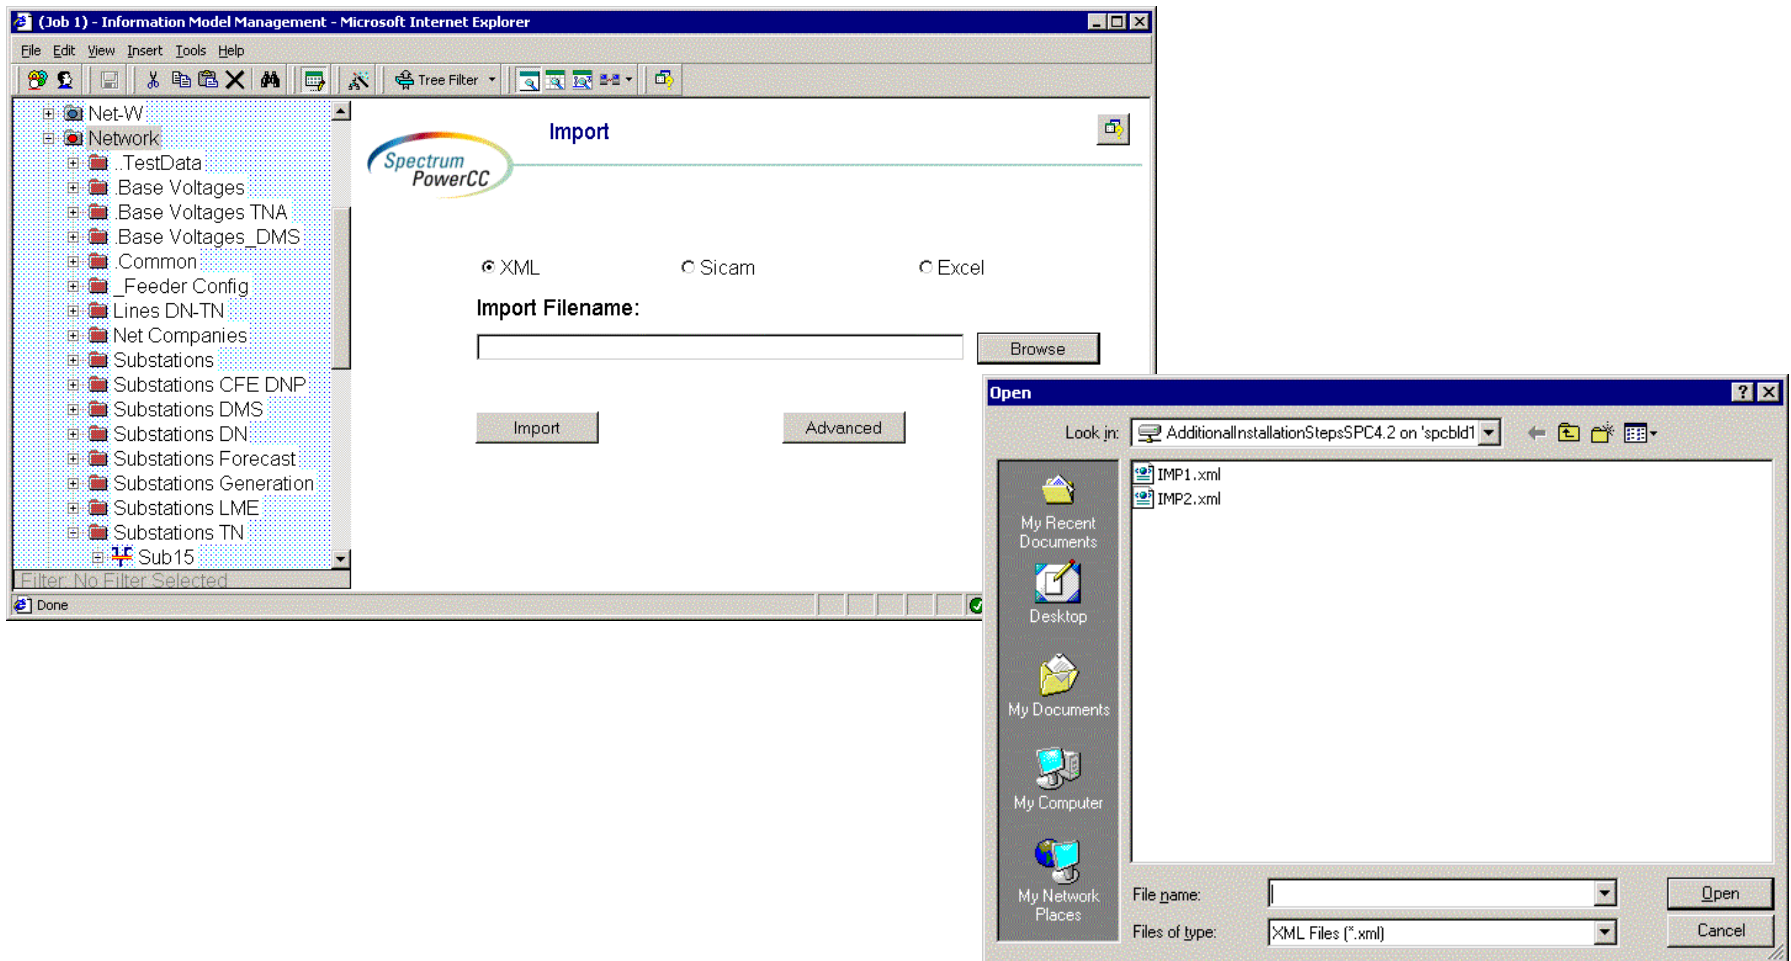 (Job 1) - Information Model Management - Microsoft Internet Explorer
File Edit View Insert Tools Help
Tree Filter
Net-W
Network
..TestData
.Base Voltages
.Base Voltages TNA
.Base Voltages_DMS
.Common
_Feeder Config
Lines DN-TN
Net Companies
Substations
Substations CFE DNP
Substations DMS
Substations DN
Substations Forecast
Substations Generation
Substations LME
Substations TN
Sub15
Filter: No Filter Selected
Done
Import
Spectrum
PowerCC
XML Sicam Excel
Import Filename:
Browse
Import Advanced
Open
Look in: AdditionalInstallationStepsSPC4.2 on 'spcbld1
IMP1.xml
IMP2.xml
My Recent
Documents
Desktop
My Documents
My Computer
My Network
Places
File name:
Open
Files of type: XML Files (*.xml)
Cancel